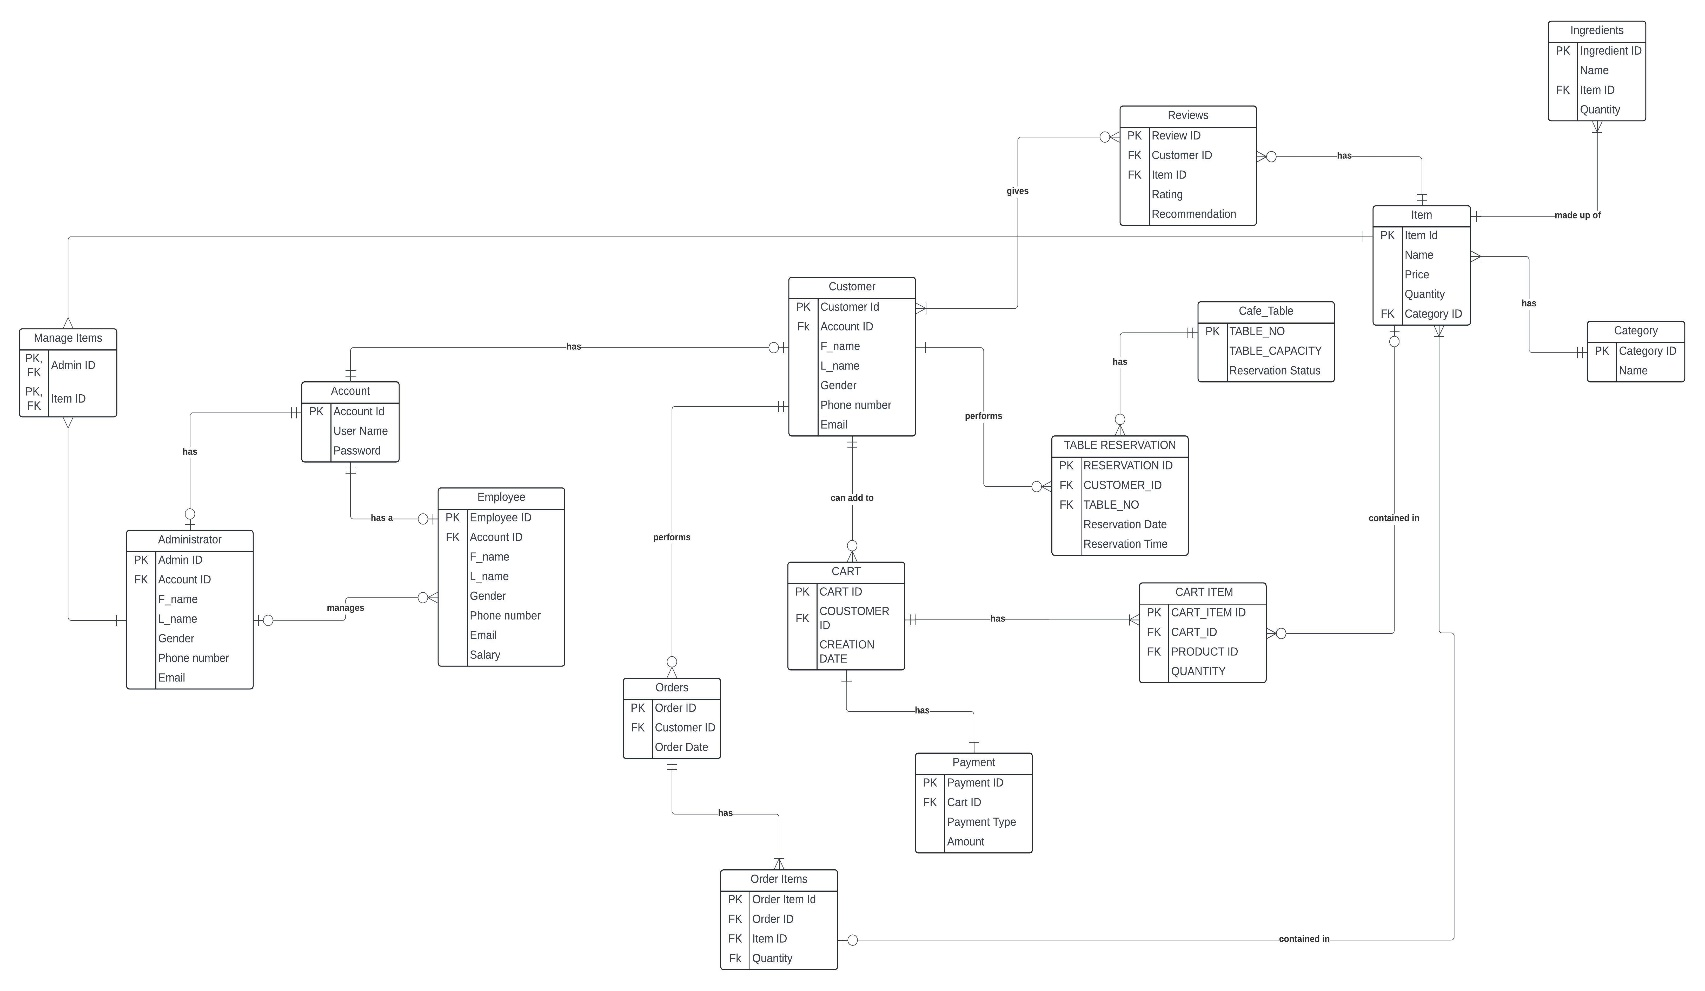 Ingredients
PK Ingredient ID
Name
FK Item ID
Quantity
Reviews
PK Review ID
FK Customer ID
FK Item ID
Rating
Recommendation
has
gives
made up of
Item
PK Item Id
Name
Price
Quantity
FK Category ID
has
Category
PK Category ID
Name
Customer
PK Customer Id
Fk Account ID
F_name
L_name
Gender
Phone number
Email
Cafe_Table
PK TABLE_NO
TABLE_CAPACITY
Reservation Status
has
Manage Items
PK,
FK Admin ID
PK,
FK Item ID
has
Account
PK Account Id
User Name
Password
has
performs
TABLE RESERVATION
PK RESERVATION ID
FK CUSTOMER_ID
FK TABLE_NO
Reservation Date
Reservation Time
can add to
contained in
has a
Employee
PK Employee ID
FK Account ID
F_name
L_name
Gender
Phone number
Email
Salary
Administrator
PK Admin ID
FK Account ID
F_name
L_name
Gender
Phone number
Email
manages
performs
CART
PK CART ID
FK COUSTOMER
ID
CREATION
DATE
has
CART ITEM
PK CART_ITEM ID
FK CART_ID
FK PRODUCT ID
QUANTITY
Orders
PK Order ID
FK Customer ID
Order Date
has
Payment
PK Payment ID
FK Cart ID
Payment Type
Amount
has
Order Items
PK Order Item Id
FK Order ID
FK Item ID
Fk Quantity
contained in